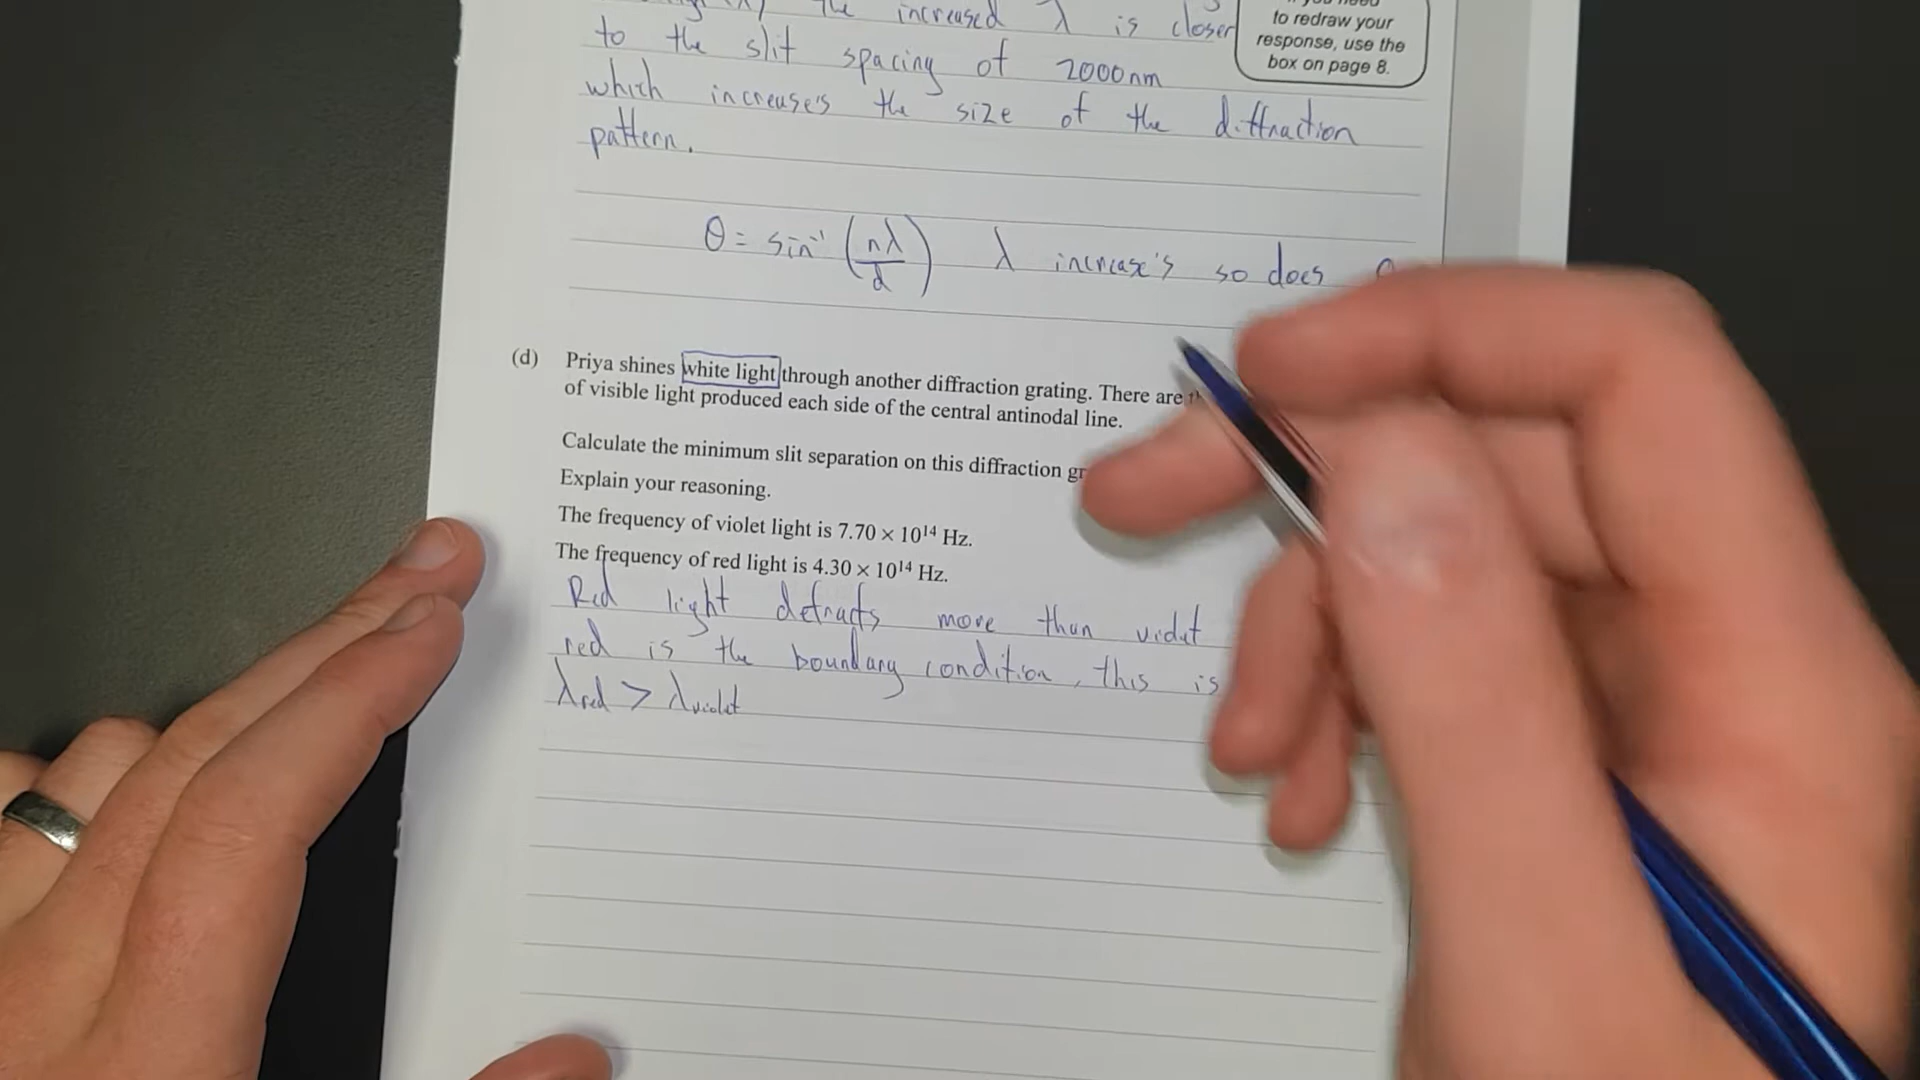 the increased λ is closer
to redraw your
response, use the
box on page 8.
to the slit spacing of 2000nm
which increase's the size of the diffraction
pattern.
θ = sin⁻¹ (nλ/d) λ increase's so does
(d) Priya shines white light through another diffraction grating. There are
of visible light produced each side of the central antinodal line.
Calculate the minimum slit separation on this diffraction
Explain your reasoning.
The frequency of violet light is 7.70 × 10¹⁴ Hz.
The frequency of red light is 4.30 × 10¹⁴ Hz.
Red light defracts more than violet
red is the boundary condition, this is
λred > λviolet